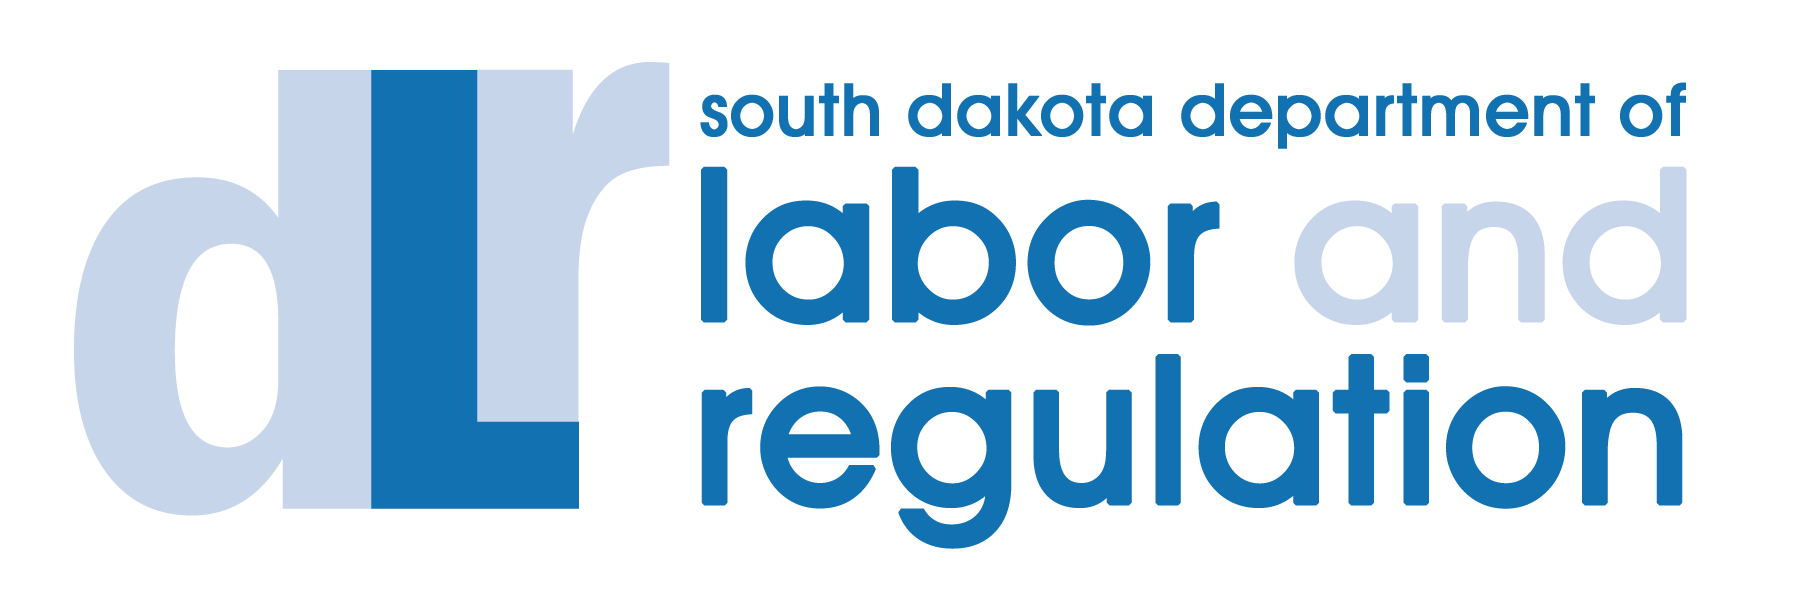 dLr
south dakota department of
labor and
regulation